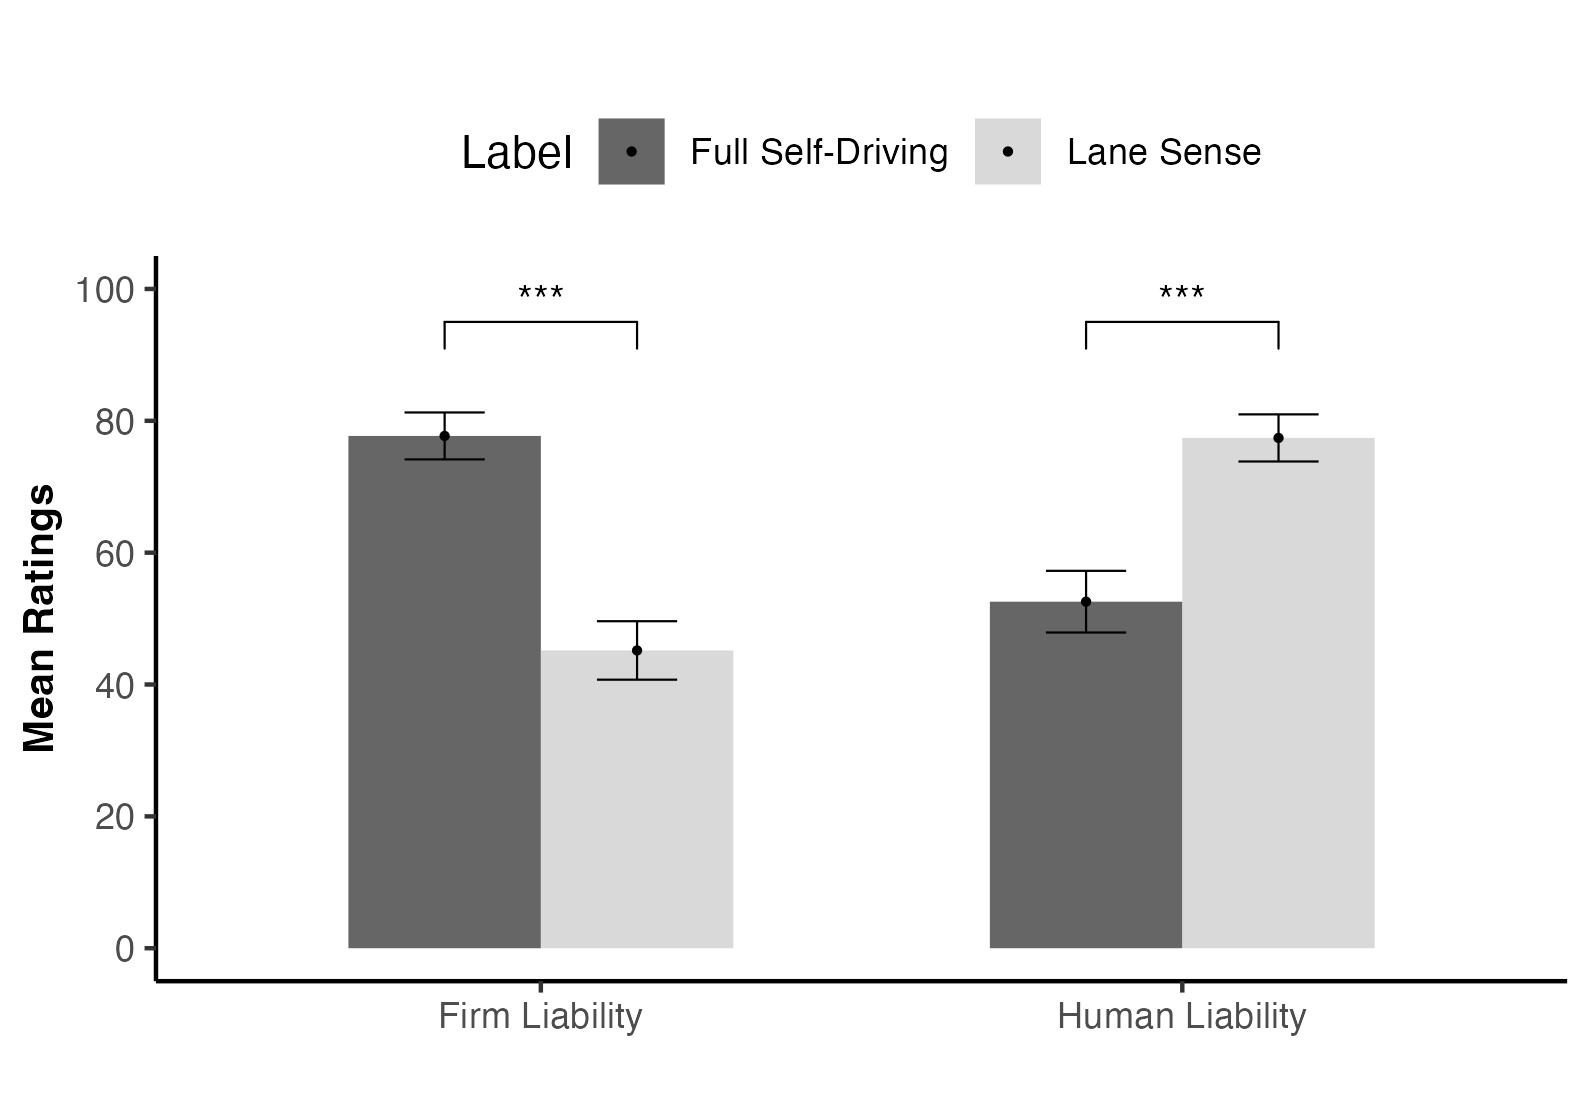 Label Full Self-Driving Lane Sense
100
80
60
40
20
0
Mean Ratings
*** ***
Firm Liability Human Liability